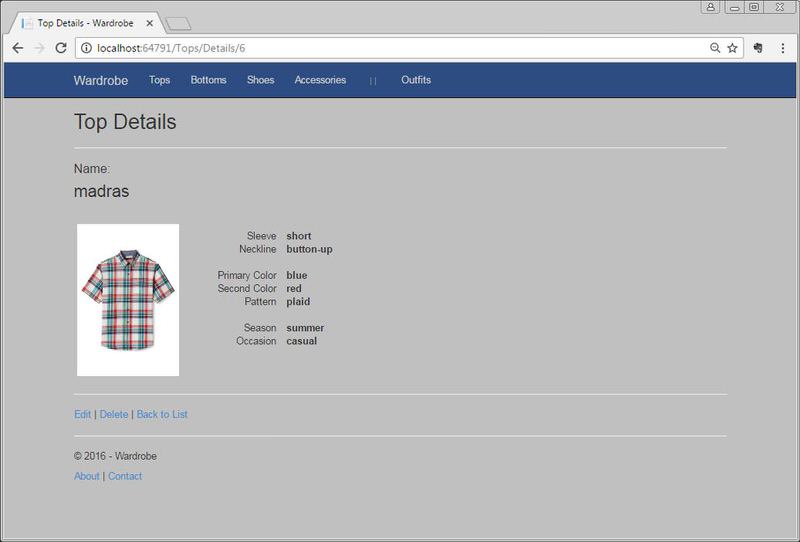 Top Details - Wardrobe
localhost:64791/Tops/Details/6
Wardrobe Tops Bottoms Shoes Accessories | | Outfits
Top Details
Name:
madras
Sleeve short
Neckline button-up
Primary Color blue
Second Color red
Pattern plaid
Season summer
Occasion casual
Edit | Delete | Back to List
© 2016 - Wardrobe
About | Contact